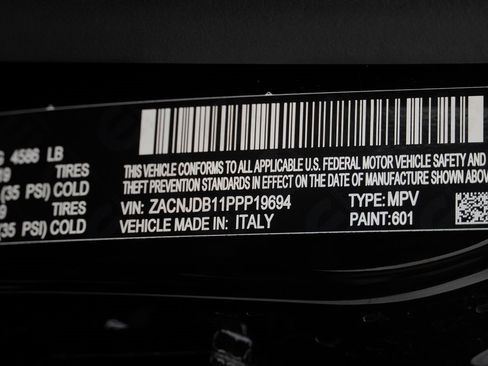 G 4586 LB
19 TIRES
(35 PSI) COLD
9 TIRES
(35 PSI) COLD
THIS VEHICLE CONFORMS TO ALL APPLICABLE U.S. FEDERAL MOTOR VEHICLE SAFETY AND
THEFT PREVENTION STANDARDS IN EFFECT ON THE DATE OF MANUFACTURE SHOWN ABOVE
VIN: ZACNJDB11PPP19694 TYPE: MPV
VEHICLE MADE IN: ITALY PAINT: 601